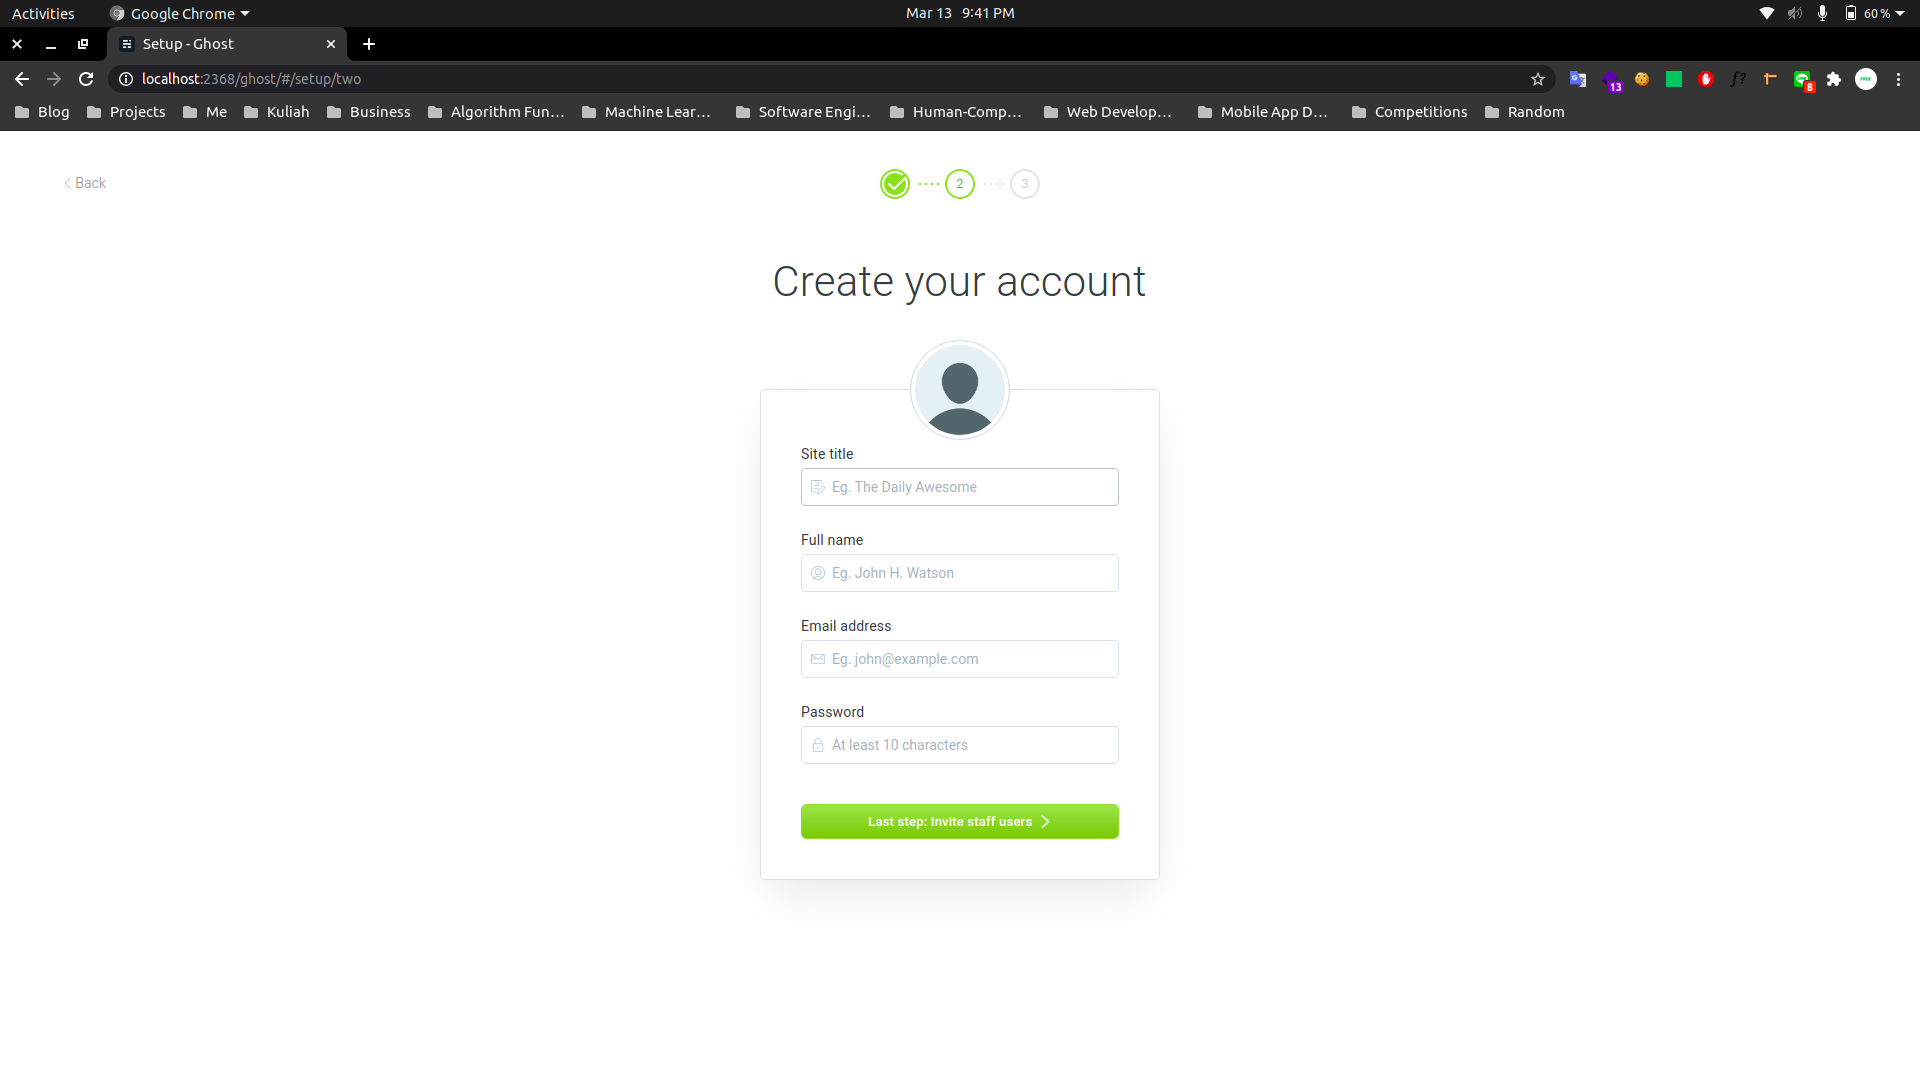 Activities Google Chrome Mar 13 9:41 PM 60 %
Setup - Ghost
localhost:2368/ghost/#/setup/two 13 f? 8 FREE
Blog Projects Me Kuliah Business Algorithm Fun... Machine Lear... Software Engi... Human-Comp... Web Develop... Mobile App D... Competitions Random
Back 2 3
Create your account
Site title
Eg. The Daily Awesome
Full name
Eg. John H. Watson
Email address
Eg. john@example.com
Password
At least 10 characters
Last step: Invite staff users